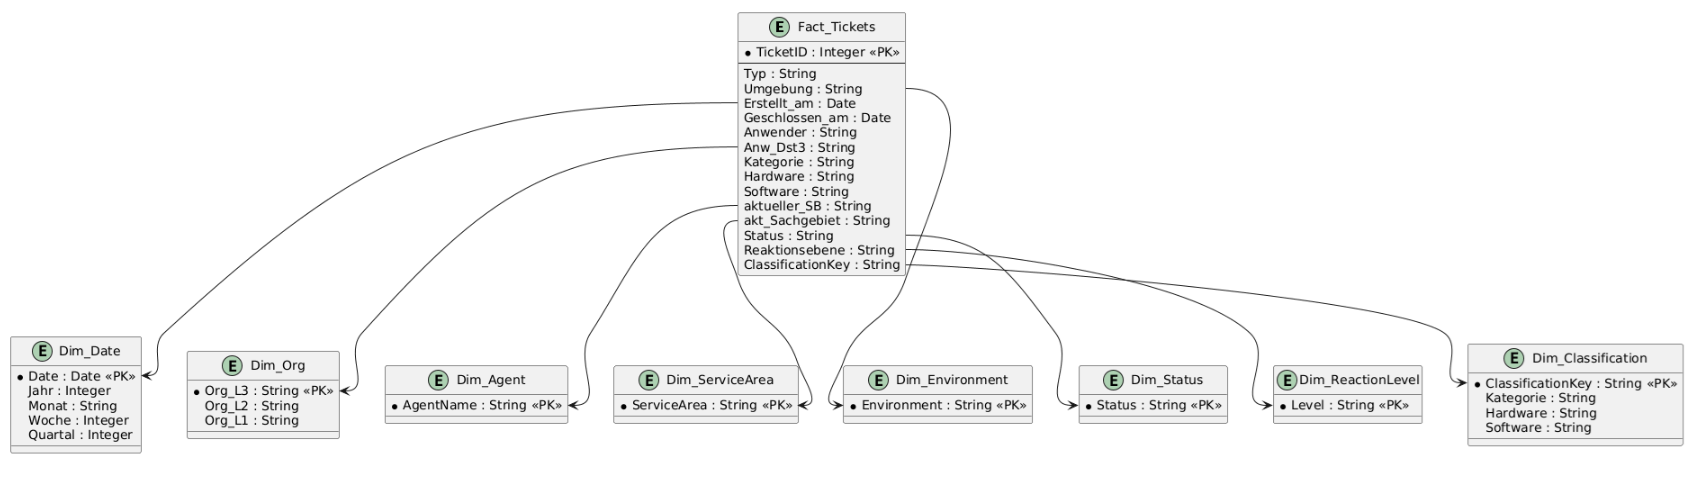 E Fact_Tickets
• TicketID : Integer «PK»
Typ : String
Umgebung : String
Erstellt_am : Date
Geschlossen_am : Date
Anwender : String
Anw_Dst3 : String
Kategorie : String
Hardware : String
Software : String
aktueller_SB : String
akt_Sachgebiet : String
Status : String
Reaktionsebene : String
ClassificationKey : String
E Dim_Date
• Date : Date «PK»
Jahr : Integer
Monat : String
Woche : Integer
Quartal : Integer
E Dim_Org
• Org_L3 : String «PK»
Org_L2 : String
Org_L1 : String
E Dim_Agent
• AgentName : String «PK»
E Dim_ServiceArea
• ServiceArea : String «PK»
E Dim_Environment
• Environment : String «PK»
E Dim_Status
• Status : String «PK»
E Dim_ReactionLevel
• Level : String «PK»
E Dim_Classification
• ClassificationKey : String «PK»
Kategorie : String
Hardware : String
Software : String